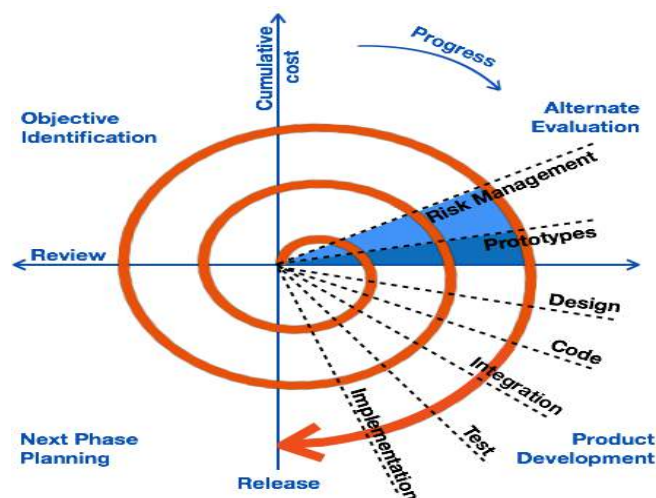 Cumulative
cost
Progress
Objective
Identification
Alternate
Evaluation
Risk Management
Prototypes
Review
Design
Code
Integration
Implementation
Test
Next Phase
Planning
Product
Development
Release